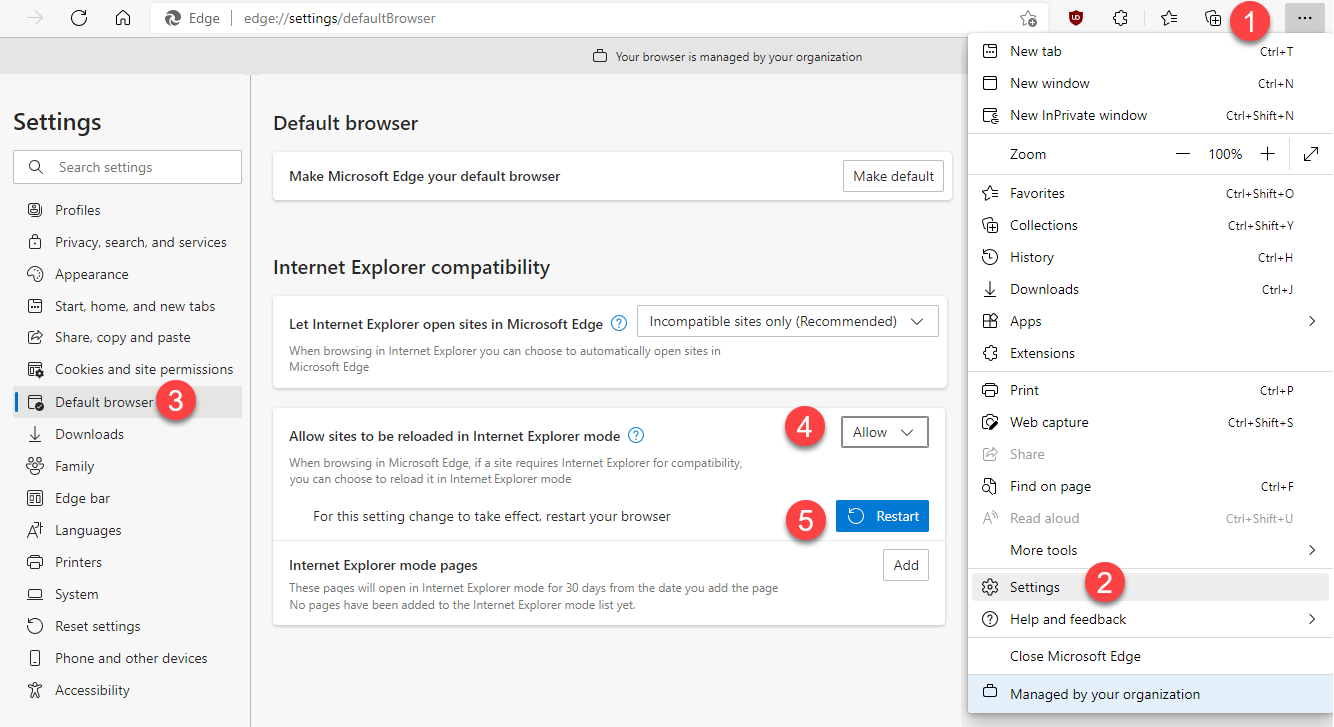 Edge
edge://settings/defaultBrowser
1
Your browser is managed by your organization
Settings
Search settings
Profiles
Privacy, search, and services
Appearance
Start, home, and new tabs
Share, copy and paste
Cookies and site permissions
Default browser
3
Downloads
Family
Edge bar
Languages
Printers
System
Reset settings
Phone and other devices
Accessibility
Default browser
Make Microsoft Edge your default browser
Make default
Internet Explorer compatibility
Let Internet Explorer open sites in Microsoft Edge
?
Incompatible sites only (Recommended)
When browsing in Internet Explorer you can choose to automatically open sites in
Microsoft Edge
Allow sites to be reloaded in Internet Explorer mode
?
4
Allow
When browsing in Microsoft Edge, if a site requires Internet Explorer for compatibility,
you can choose to reload it in Internet Explorer mode
For this setting change to take effect, restart your browser
5
Restart
Internet Explorer mode pages
Add
These pages will open in Internet Explorer mode for 30 days from the date you add the page
No pages have been added to the Internet Explorer mode list yet.
New tab Ctrl+T
New window Ctrl+N
New InPrivate window Ctrl+Shift+N
Zoom 100%
Favorites Ctrl+Shift+O
Collections Ctrl+Shift+Y
History Ctrl+H
Downloads Ctrl+J
Apps
Extensions
Print Ctrl+P
Web capture Ctrl+Shift+S
Share
Find on page Ctrl+F
Read aloud Ctrl+Shift+U
More tools
Settings 2
Help and feedback
Close Microsoft Edge
Managed by your organization